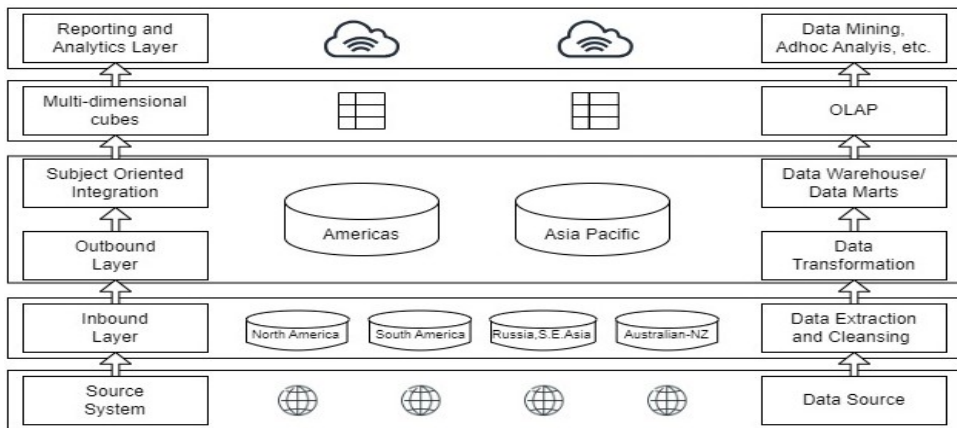 Reporting and
Analytics Layer
Data Mining,
Adhoc Analyis, etc.
Multi-dimensional
cubes
OLAP
Subject Oriented
Integration
Americas
Asia Pacific
Data Warehouse/
Data Marts
Outbound
Layer
Data
Transformation
Inbound
Layer
North America
South America
Russia,S.E.Asia
Australian-NZ
Data Extraction
and Cleansing
Source
System
Data Source